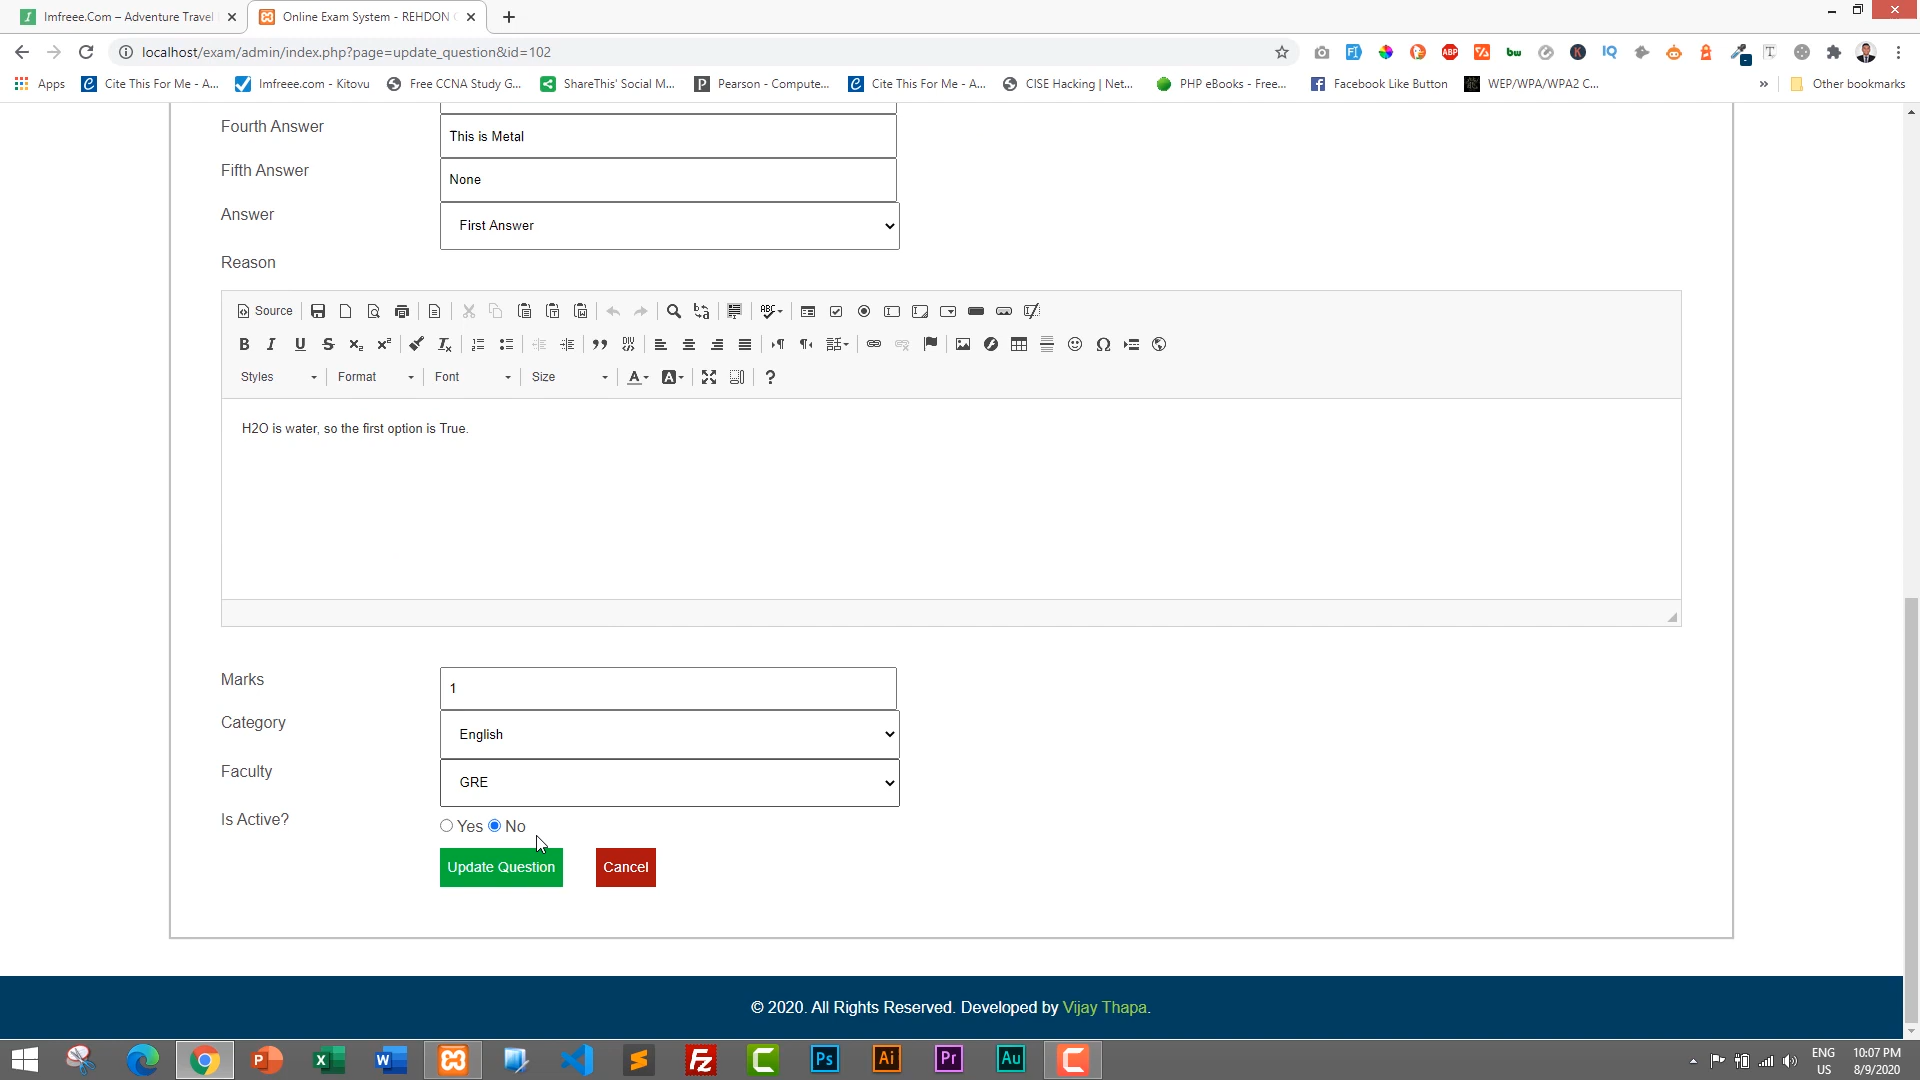 Imfreee.Com – Adventure Travel
Online Exam System - REHDON
localhost/exam/admin/index.php?page=update_question&id=102
Apps
Cite This For Me - A...
Imfreee.com - Kitovu
Free CCNA Study G...
ShareThis' Social M...
Pearson - Compute...
Cite This For Me - A...
CISE Hacking | Net...
PHP eBooks - Free...
Facebook Like Button
WEP/WPA/WPA2 C...
»
Other bookmarks
Fourth Answer
This is Metal
Fifth Answer
None
Answer
First Answer
Reason
Source
Styles
Format
Font
Size
H2O is water, so the first option is True.
Marks
1
Category
English
Faculty
GRE
Is Active?
Yes No
Update Question
Cancel
© 2020. All Rights Reserved. Developed by Vijay Thapa.
ENG
US
10:07 PM
8/9/2020